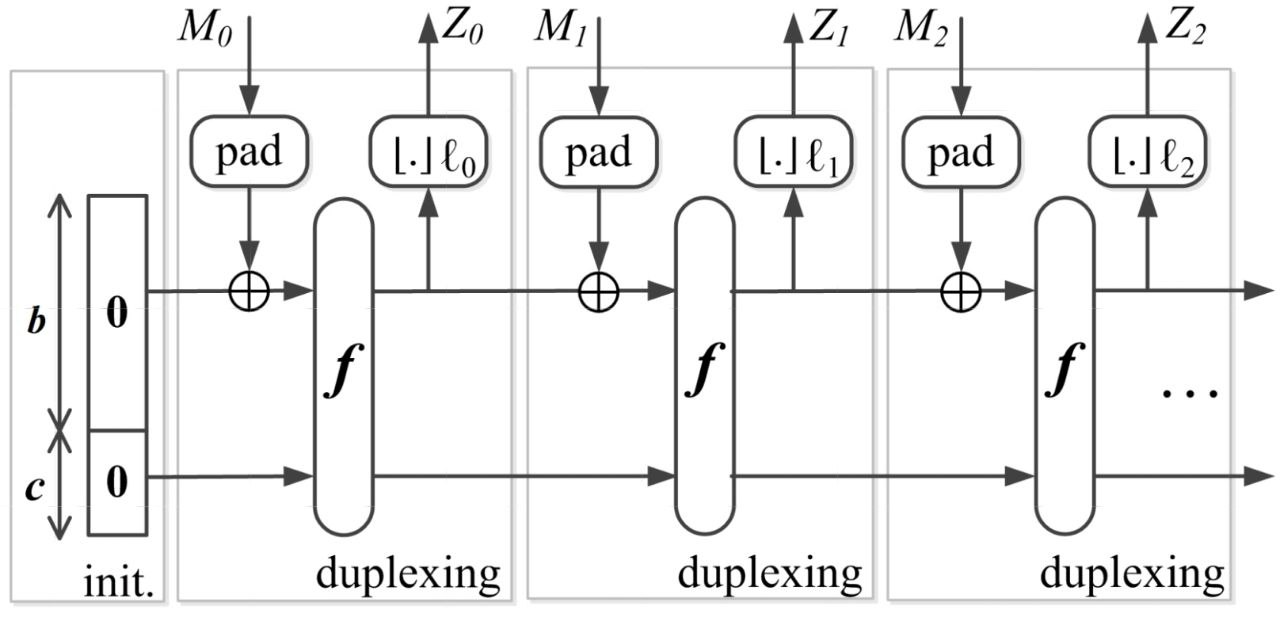 M₀ Z₀ M₁ Z₁ M₂ Z₂
pad ⌊.⌋ℓ₀ pad ⌊.⌋ℓ₁ pad ⌊.⌋ℓ₂
b 0
f f f
...
c 0
init. duplexing duplexing duplexing